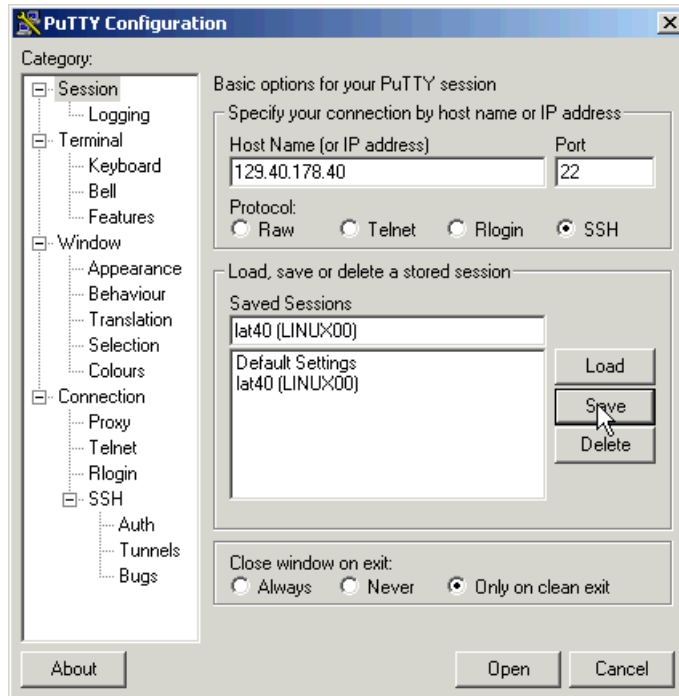 PuTTY Configuration
Category:
Session
Logging
Terminal
Keyboard
Bell
Features
Window
Appearance
Behaviour
Translation
Selection
Colours
Connection
Proxy
Telnet
Rlogin
SSH
Auth
Tunnels
Bugs
Basic options for your PuTTY session
Specify your connection by host name or IP address
Host Name (or IP address) Port
129.40.178.40 22
Protocol:
Raw Telnet Rlogin SSH
Load, save or delete a stored session
Saved Sessions
lat40 (LINUX00)
Default Settings
lat40 (LINUX00)
Load
Save
Delete
Close window on exit:
Always Never Only on clean exit
About Open Cancel